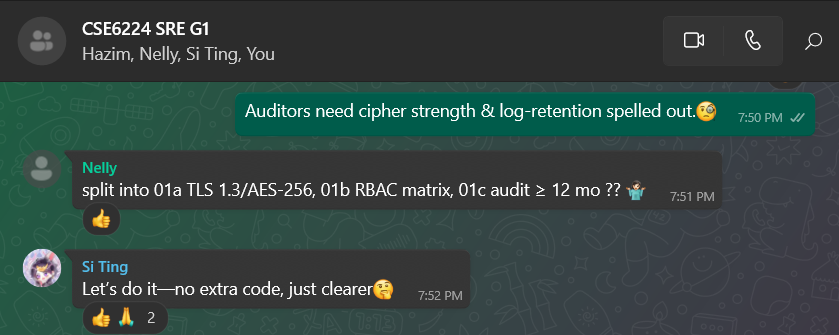 CSE6224 SRE G1
Hazim, Nelly, Si Ting, You
Auditors need cipher strength & log-retention spelled out.🧐
7:50 PM
Nelly
split into 01a TLS 1.3/AES-256, 01b RBAC matrix, 01c audit ≥ 12 mo ?? 🤷‍♂️
7:51 PM
👍
Si Ting
Let's do it—no extra code, just clearer🤔
7:52 PM
👍🙏 2